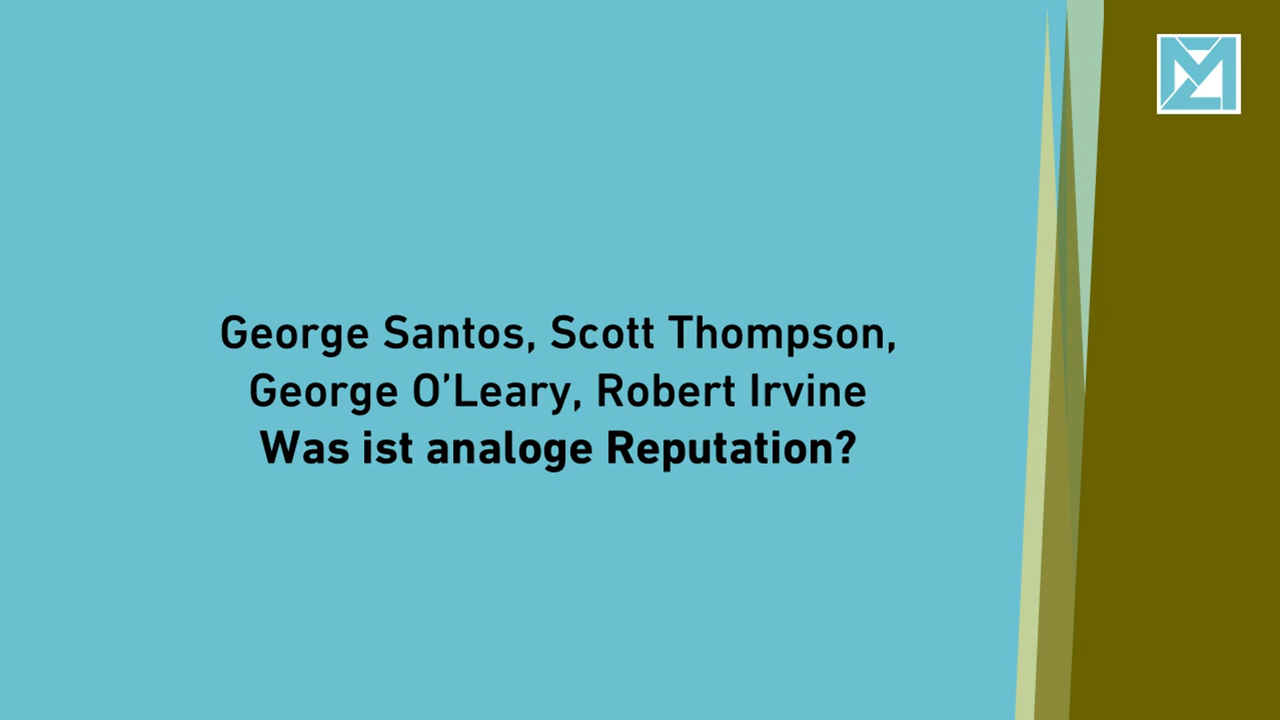 George Santos, Scott Thompson,
George O’Leary, Robert Irvine
Was ist analoge Reputation?